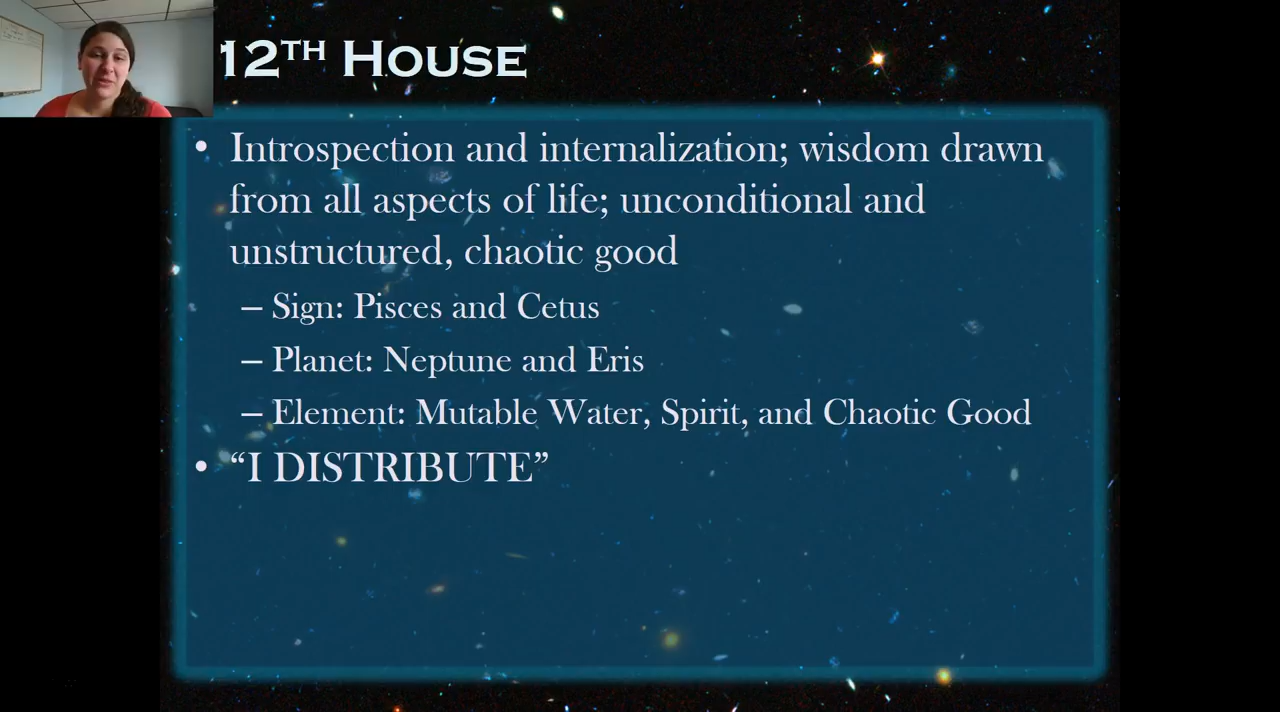 12TH HOUSE
• Introspection and internalization; wisdom drawn
from all aspects of life; unconditional and
unstructured, chaotic good
– Sign: Pisces and Cetus
– Planet: Neptune and Eris
– Element: Mutable Water, Spirit, and Chaotic Good
• “I DISTRIBUTE”